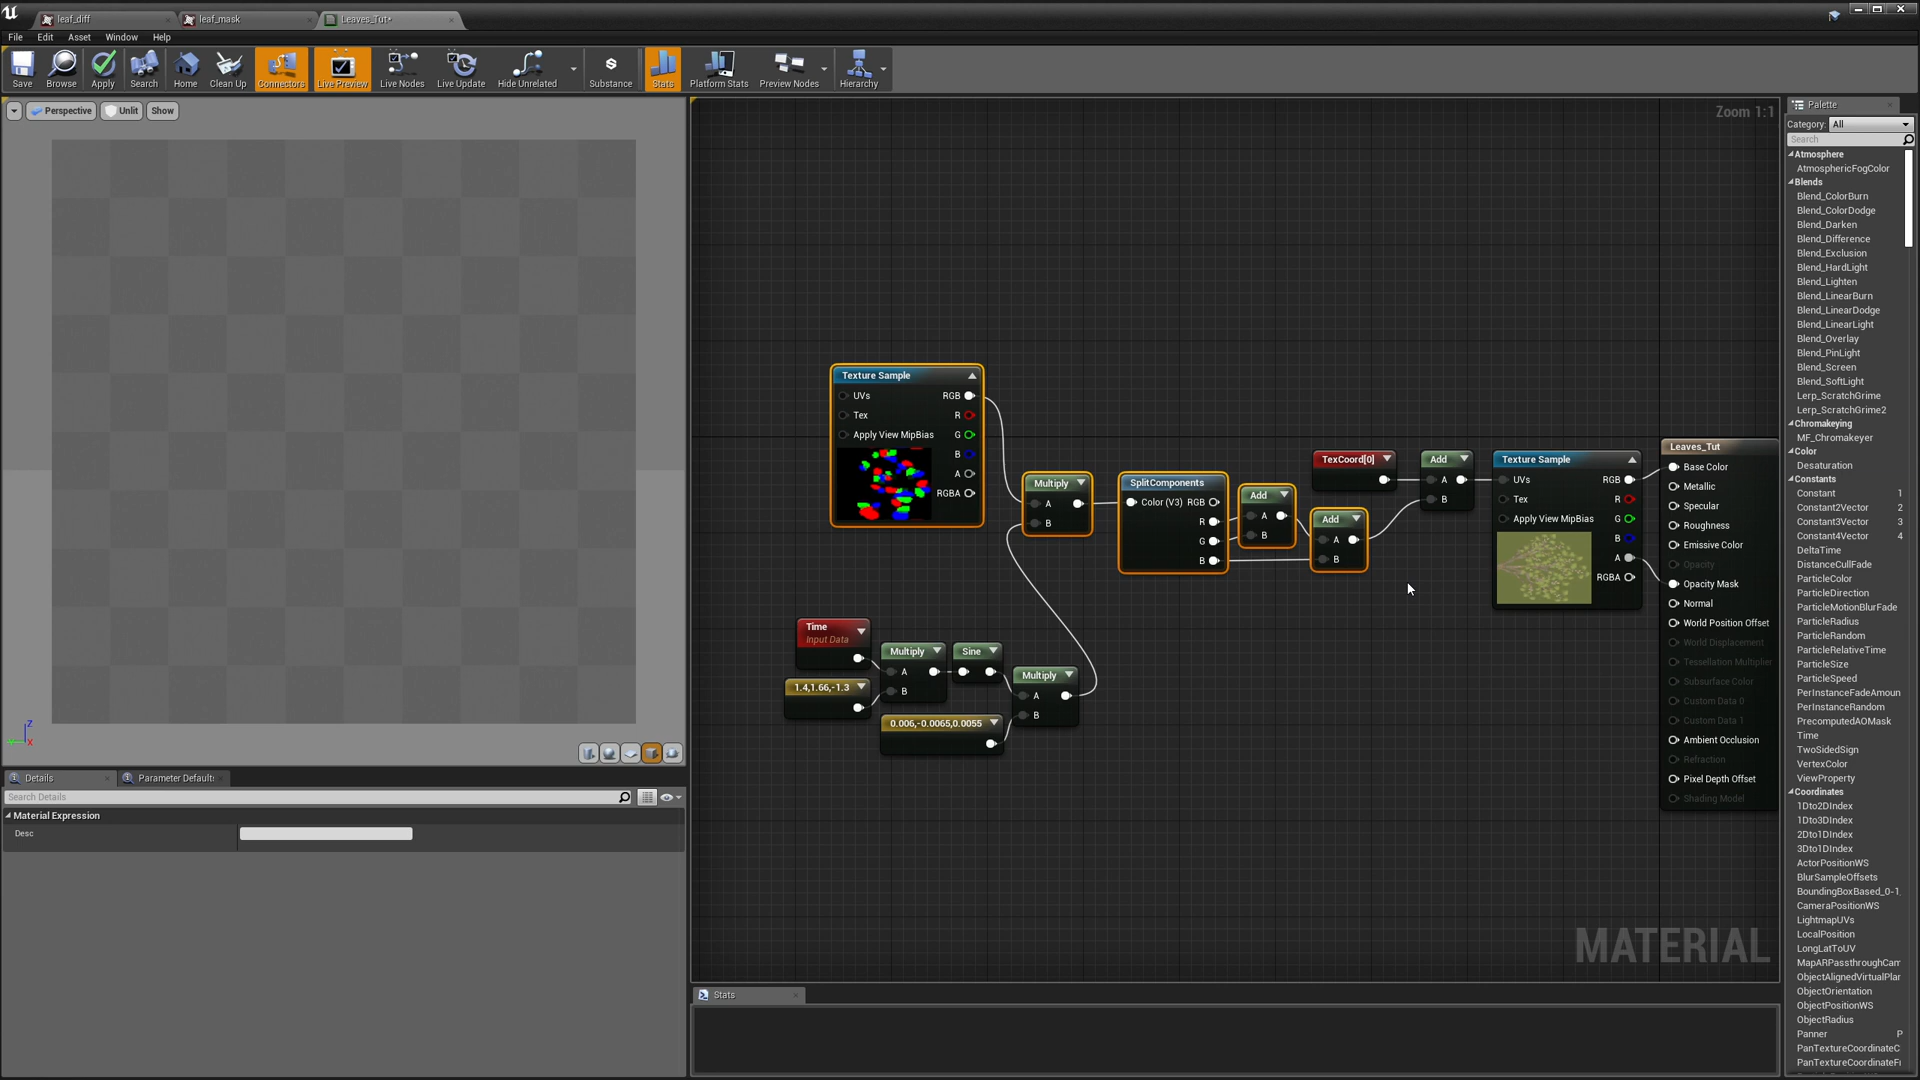 leaf_diff
leaf_mask
Leaves_Tut*
File Edit Asset Window Help
Save Browse Apply Search Home Clean Up Connectors Live Preview Live Nodes Live Update Hide Unrelated Substance Stats Platform Stats Preview Nodes Hierarchy
Perspective Unlit Show
Zoom 1:1
Texture Sample
UVs RGB
Tex R
Apply View MipBias G
B
A
RGBA
Multiply
A
B
SplitComponents
Color (V3) RGB
R
G
B
Add
A
B
Add
A
B
TexCoord[0]
Add
A
B
Texture Sample
UVs RGB
Tex R
Apply View MipBias G
B
A
RGBA
Leaves_Tut
Base Color
Metallic
Specular
Roughness
Emissive Color
Opacity
Opacity Mask
Normal
World Position Offset
World Displacement
Tessellation Multiplier
Subsurface Color
Custom Data 0
Custom Data 1
Ambient Occlusion
Refraction
Pixel Depth Offset
Shading Model
Time
Input Data
1.4,1.66,-1.3
Multiply
A
B
Sine
0.006,-0.0065,0.0055
Multiply
A
B
MATERIAL
Z
X
Details
Parameter Default
Search Details
Material Expression
Desc
Stats
Palette
Category: All
Search
Atmosphere
AtmosphericFogColor
Blends
Blend_ColorBurn
Blend_ColorDodge
Blend_Darken
Blend_Difference
Blend_Exclusion
Blend_HardLight
Blend_Lighten
Blend_LinearBurn
Blend_LinearDodge
Blend_LinearLight
Blend_Overlay
Blend_PinLight
Blend_Screen
Blend_SoftLight
Lerp_ScratchGrime
Lerp_ScratchGrime2
Chromakeying
MF_Chromakeyer
Color
Desaturation
Constants
Constant 1
Constant2Vector 2
Constant3Vector 3
Constant4Vector 4
DeltaTime
DistanceCullFade
ParticleColor
ParticleDirection
ParticleMotionBlurFade
ParticleRadius
ParticleRandom
ParticleRelativeTime
ParticleSize
ParticleSpeed
PerInstanceFadeAmoun
PerInstanceRandom
PrecomputedAOMask
Time
TwoSidedSign
VertexColor
ViewProperty
Coordinates
1Dto2DIndex
1Dto3DIndex
2Dto1DIndex
3Dto1DIndex
ActorPositionWS
BlurSampleOffsets
BoundingBoxBased_0-1
CameraPositionWS
LightmapUVs
LocalPosition
LongLatToUV
MapARPassthroughCam
ObjectAlignedVirtualPlan
ObjectOrientation
ObjectPositionWS
ObjectRadius
Panner P
PanTextureCoordinateC
PanTextureCoordinateF